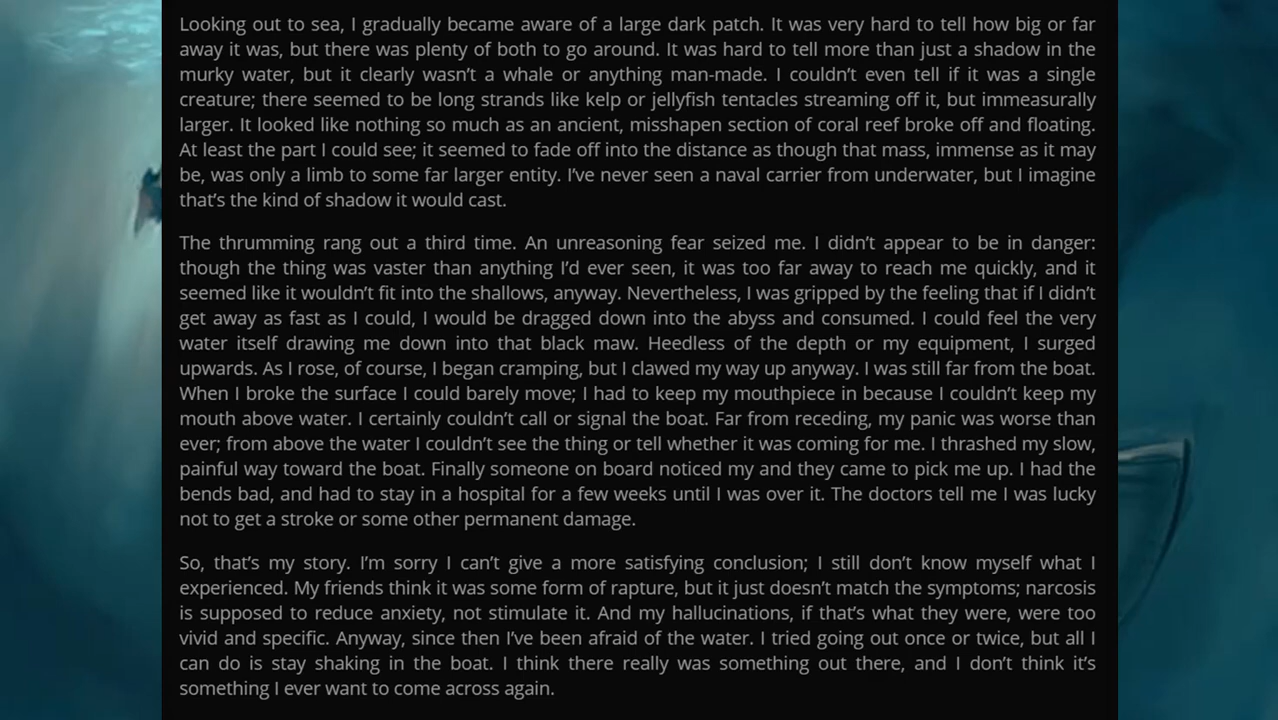 Looking out to sea, I gradually became aware of a large dark patch. It was very hard to tell how big or far
away it was, but there was plenty of both to go around. It was hard to tell more than just a shadow in the
murky water, but it clearly wasn't a whale or anything man-made. I couldn't even tell if it was a single
creature; there seemed to be long strands like kelp or jellyfish tentacles streaming off it, but immeasurally
larger. It looked like nothing so much as an ancient, misshapen section of coral reef broke off and floating.
At least the part I could see; it seemed to fade off into the distance as though that mass, immense as it may
be, was only a limb to some far larger entity. I've never seen a naval carrier from underwater, but I imagine
that's the kind of shadow it would cast.
The thrumming rang out a third time. An unreasoning fear seized me. I didn't appear to be in danger:
though the thing was vaster than anything I'd ever seen, it was too far away to reach me quickly, and it
seemed like it wouldn't fit into the shallows, anyway. Nevertheless, I was gripped by the feeling that if I didn't
get away as fast as I could, I would be dragged down into the abyss and consumed. I could feel the very
water itself drawing me down into that black maw. Heedless of the depth or my equipment, I surged
upwards. As I rose, of course, I began cramping, but I clawed my way up anyway. I was still far from the boat.
When I broke the surface I could barely move; I had to keep my mouthpiece in because I couldn't keep my
mouth above water. I certainly couldn't call or signal the boat. Far from receding, my panic was worse than
ever; from above the water I couldn't see the thing or tell whether it was coming for me. I thrashed my slow,
painful way toward the boat. Finally someone on board noticed my and they came to pick me up. I had the
bends bad, and had to stay in a hospital for a few weeks until I was over it. The doctors tell me I was lucky
not to get a stroke or some other permanent damage.
So, that's my story. I'm sorry I can't give a more satisfying conclusion; I still don't know myself what I
experienced. My friends think it was some form of rapture, but it just doesn't match the symptoms; narcosis
is supposed to reduce anxiety, not stimulate it. And my hallucinations, if that's what they were, were too
vivid and specific. Anyway, since then I've been afraid of the water. I tried going out once or twice, but all I
can do is stay shaking in the boat. I think there really was something out there, and I don't think it's
something I ever want to come across again.